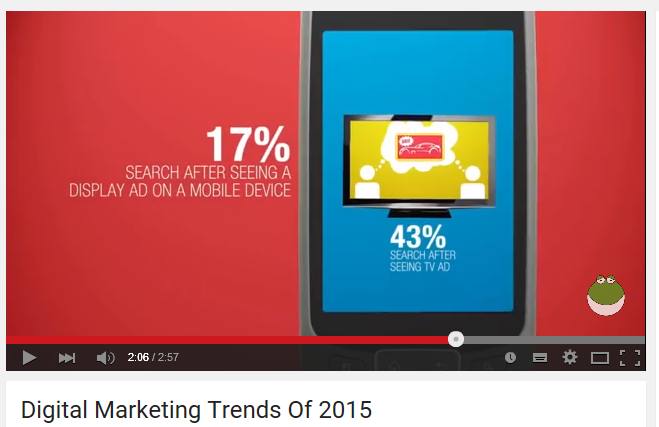 17%
SEARCH AFTER SEEING A
DISPLAY AD ON A MOBILE DEVICE
43%
SEARCH AFTER
SEEING TV AD
2:06 / 2:57
Digital Marketing Trends Of 2015